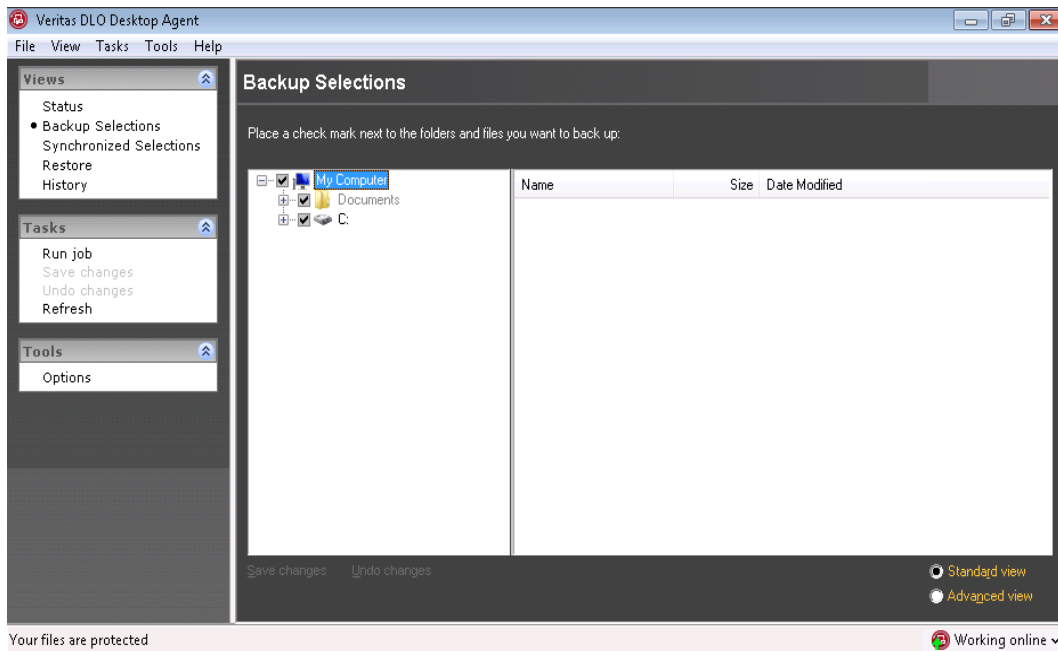 Veritas DLO Desktop Agent
File View Tasks Tools Help
Views
Status
Backup Selections
Synchronized Selections
Restore
History
Tasks
Run job
Save changes
Undo changes
Refresh
Tools
Options
Backup Selections
Place a check mark next to the folders and files you want to back up:
My Computer
Documents
C:
Name Size Date Modified
Save changes Undo changes
Standard view
Advanced view
Your files are protected
Working online